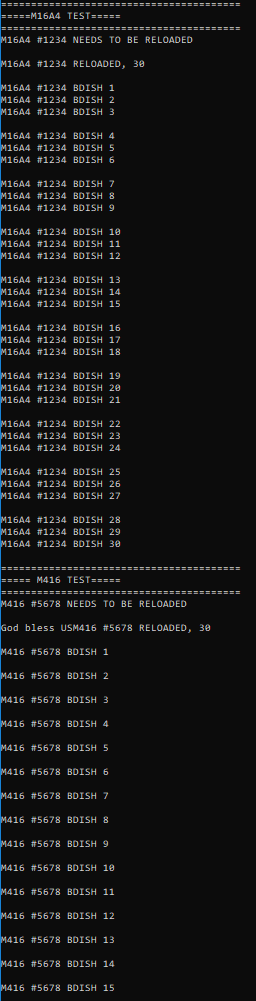 ========================================
=====M16A4 TEST=====
========================================
M16A4 #1234 NEEDS TO BE RELOADED
M16A4 #1234 RELOADED, 30
M16A4 #1234 BDISH 1
M16A4 #1234 BDISH 2
M16A4 #1234 BDISH 3
M16A4 #1234 BDISH 4
M16A4 #1234 BDISH 5
M16A4 #1234 BDISH 6
M16A4 #1234 BDISH 7
M16A4 #1234 BDISH 8
M16A4 #1234 BDISH 9
M16A4 #1234 BDISH 10
M16A4 #1234 BDISH 11
M16A4 #1234 BDISH 12
M16A4 #1234 BDISH 13
M16A4 #1234 BDISH 14
M16A4 #1234 BDISH 15
M16A4 #1234 BDISH 16
M16A4 #1234 BDISH 17
M16A4 #1234 BDISH 18
M16A4 #1234 BDISH 19
M16A4 #1234 BDISH 20
M16A4 #1234 BDISH 21
M16A4 #1234 BDISH 22
M16A4 #1234 BDISH 23
M16A4 #1234 BDISH 24
M16A4 #1234 BDISH 25
M16A4 #1234 BDISH 26
M16A4 #1234 BDISH 27
M16A4 #1234 BDISH 28
M16A4 #1234 BDISH 29
M16A4 #1234 BDISH 30
========================================
===== M416 TEST=====
========================================
M416 #5678 NEEDS TO BE RELOADED
God bless USM416 #5678 RELOADED, 30
M416 #5678 BDISH 1
M416 #5678 BDISH 2
M416 #5678 BDISH 3
M416 #5678 BDISH 4
M416 #5678 BDISH 5
M416 #5678 BDISH 6
M416 #5678 BDISH 7
M416 #5678 BDISH 8
M416 #5678 BDISH 9
M416 #5678 BDISH 10
M416 #5678 BDISH 11
M416 #5678 BDISH 12
M416 #5678 BDISH 13
M416 #5678 BDISH 14
M416 #5678 BDISH 15